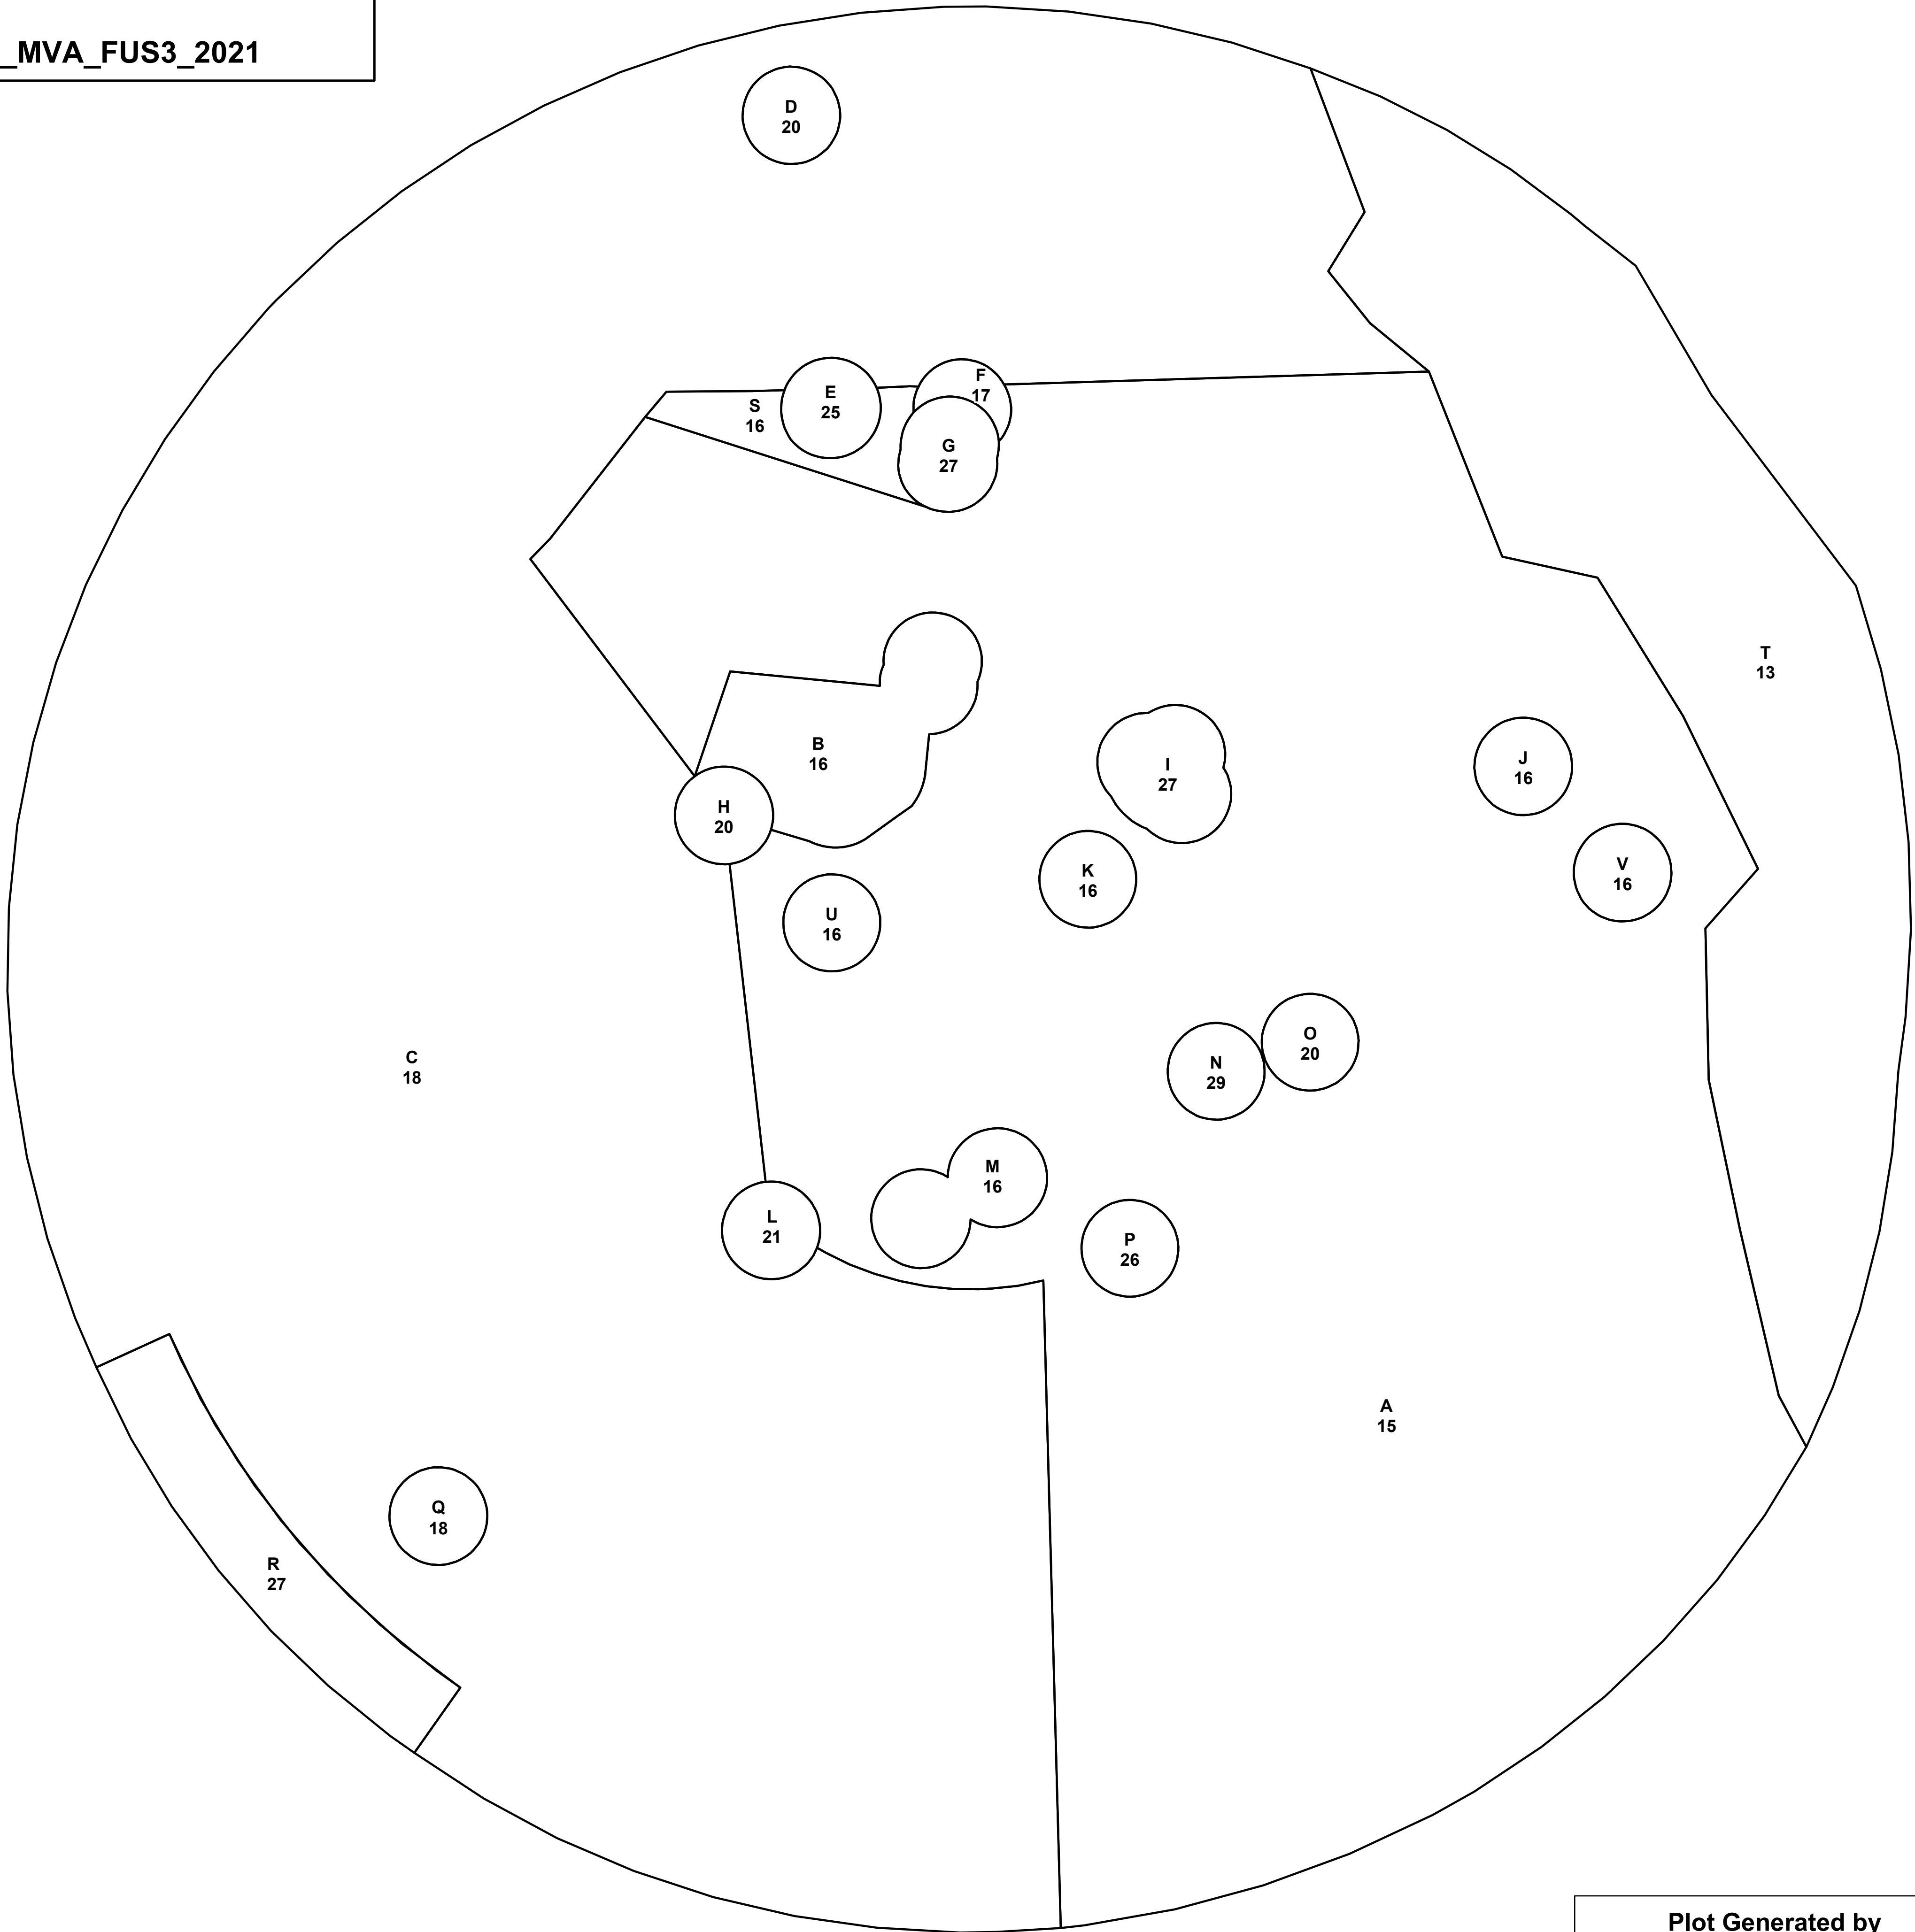 _MVA_FUS3_2021
D
20
F
17
E
25
S
16
G
27
T
13
B
16
J
16
I
27
H
20
V
16
K
16
U
16
O
20
C
18
N
29
M
16
L
21
P
26
A
15
Q
18
R
27
Plot Generated by